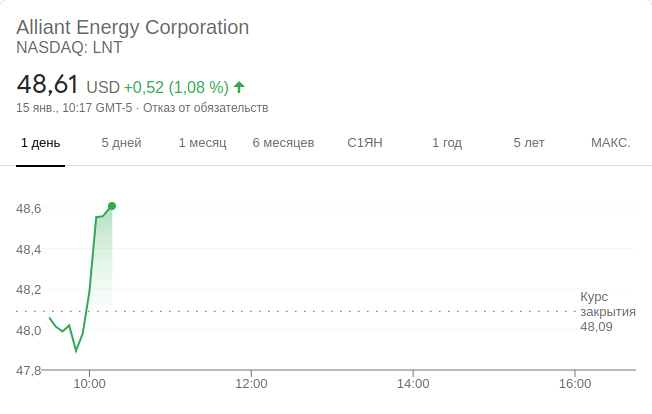 Alliant Energy Corporation
NASDAQ: LNT
48,61 USD +0,52 (1,08 %)
15 янв., 10:17 GMT-5 · Отказ от обязательств
1 день 5 дней 1 месяц 6 месяцев С1ЯН 1 год 5 лет МАКС.
48,6
48,4
48,2
Курс
закрытия
48,09
48,0
47,8
10:00 12:00 14:00 16:00